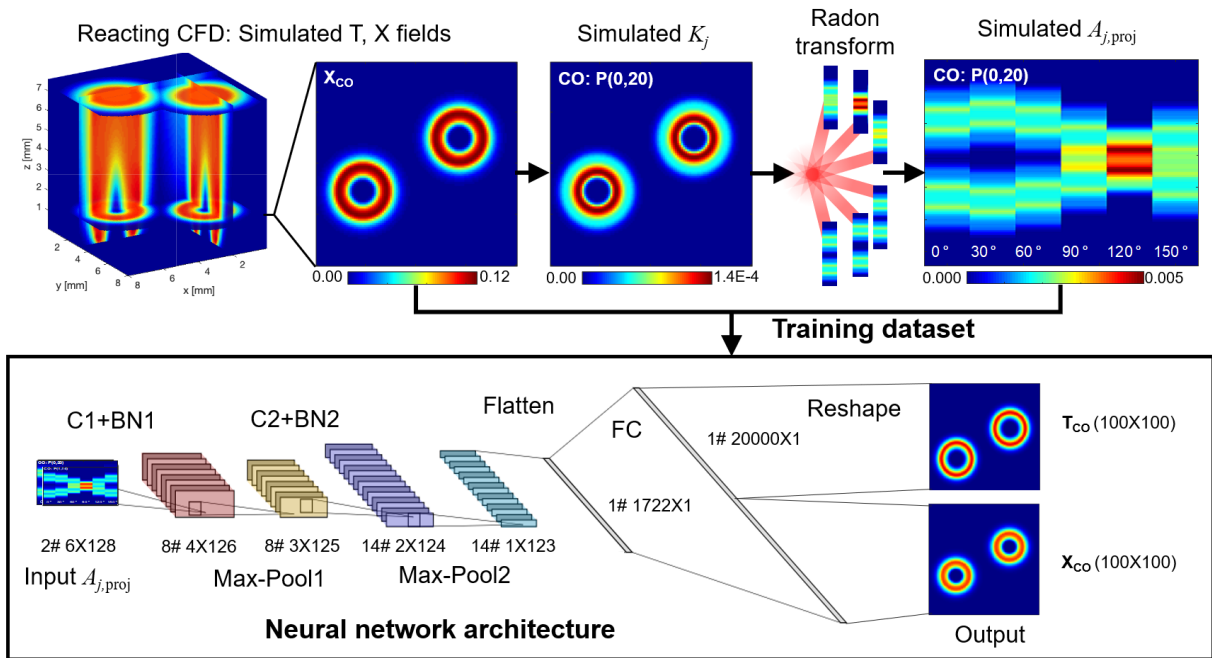 Reacting CFD: Simulated T, X fields
Simulated K_j
Radon
transform
Simulated A_j,proj
7
6
5
4
3
2
1
z [mm]
2
4
6
8
y [mm]
8
6
4
2
x [mm]
X_CO
0.00
0.12
CO: P(0,20)
0.00
1.4E-4
CO: P(0,20)
0° 30° 60° 90° 120° 150°
0.000
0.005
Training dataset
C1+BN1
C2+BN2
Flatten
FC
Reshape
1# 20000X1
1# 1722X1
T_CO (100X100)
X_CO (100X100)
CO: P(0,20)
2# 6X128
8# 4X126
8# 3X125
14# 2X124
14# 1X123
Input A_j,proj
Max-Pool1
Max-Pool2
Output
Neural network architecture